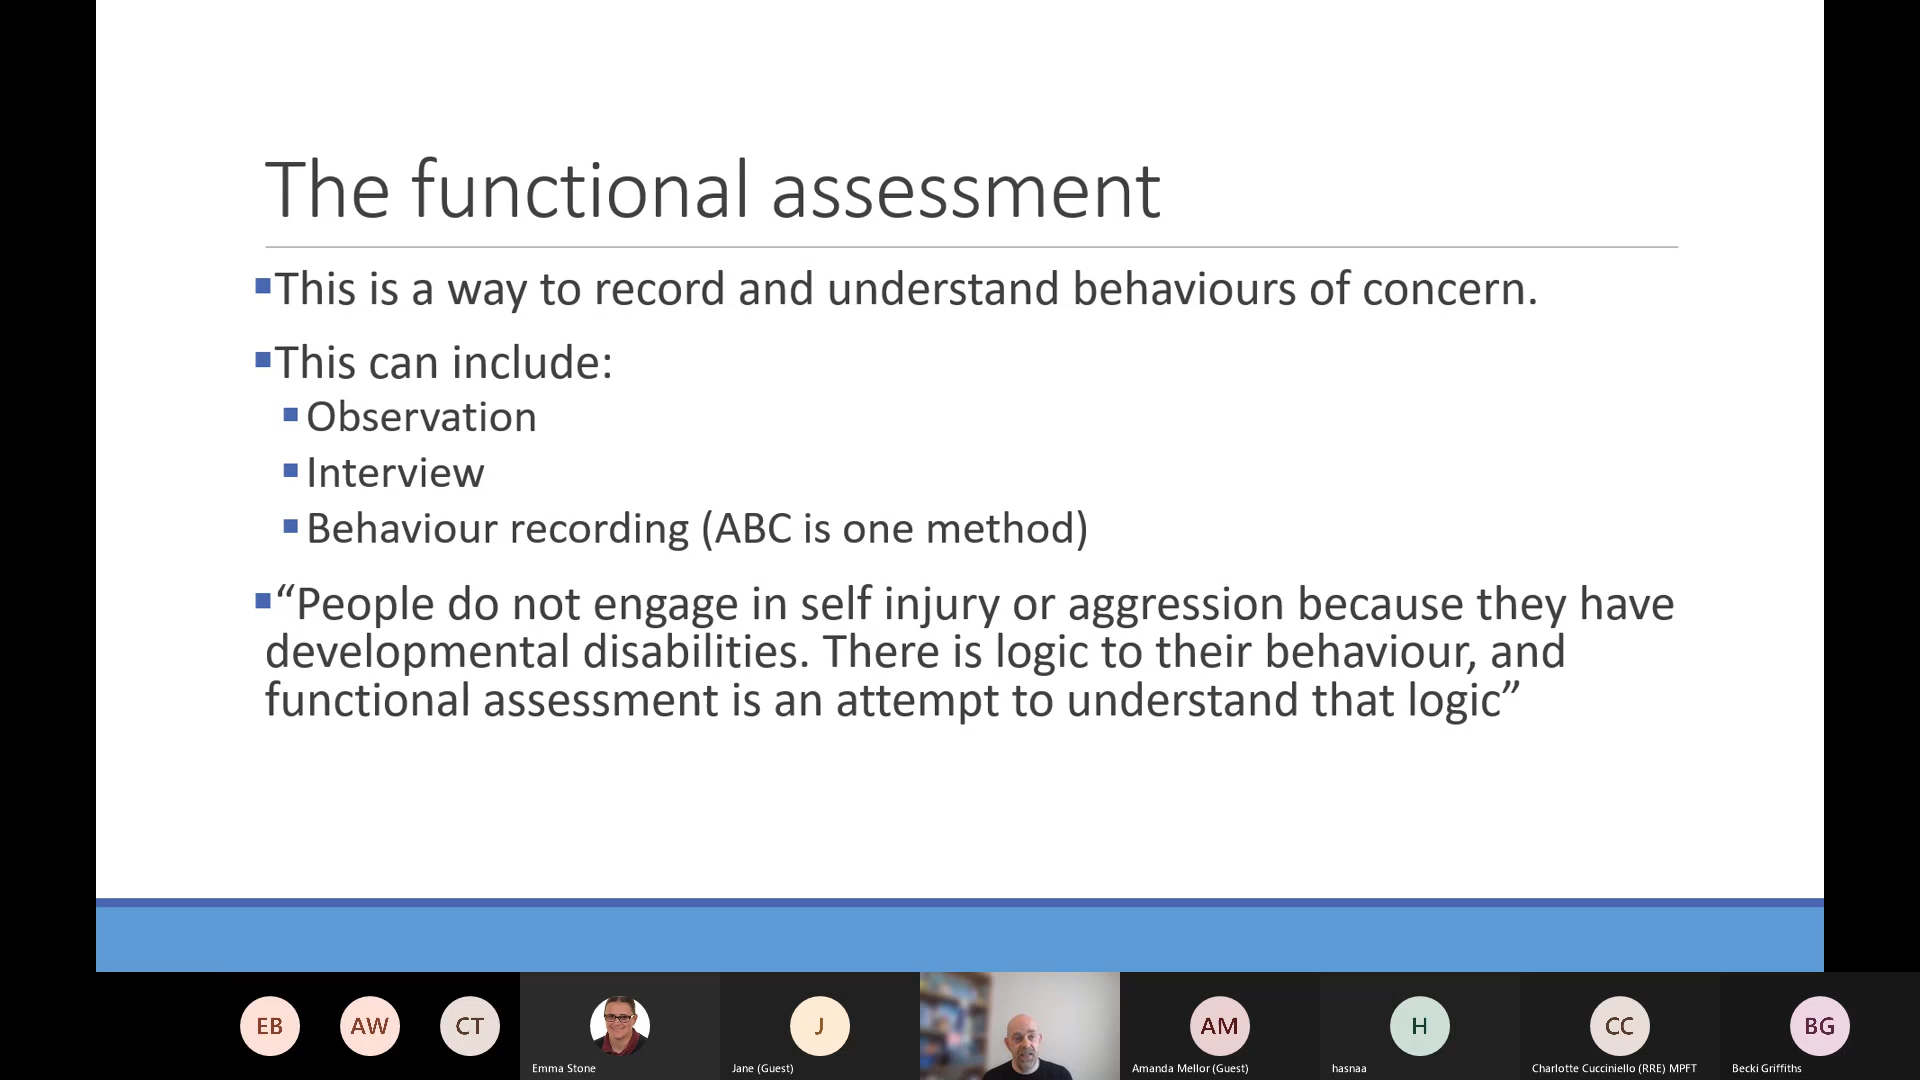 The functional assessment
▪This is a way to record and understand behaviours of concern.
▪This can include:
▪Observation
▪Interview
▪Behaviour recording (ABC is one method)
▪“People do not engage in self injury or aggression because they have
developmental disabilities. There is logic to their behaviour, and
functional assessment is an attempt to understand that logic”
EB
AW
CT
Emma Stone
J
Jane (Guest)
AM
Amanda Mellor (Guest)
H
hasnaa
CC
Charlotte Cucciniello (RRE) MPFT
BG
Becki Griffiths